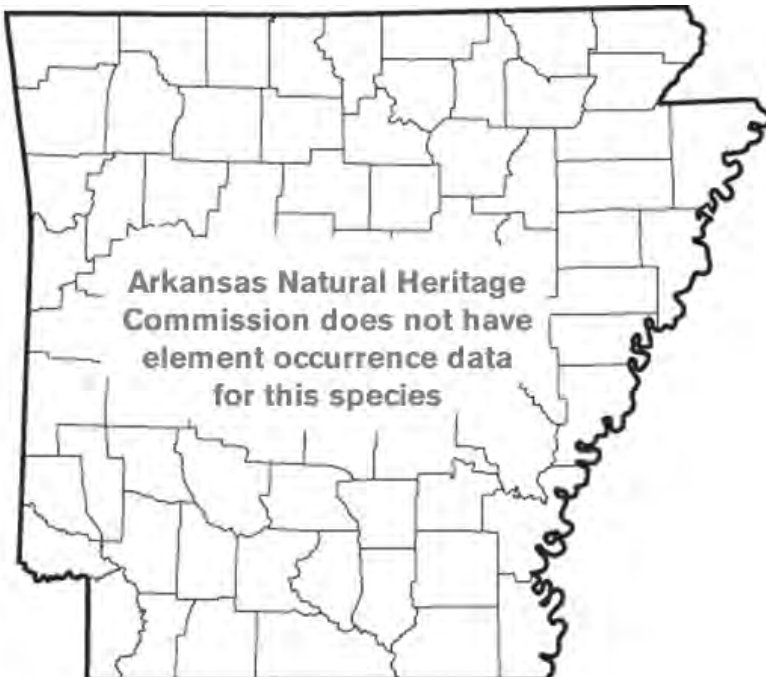 Arkansas Natural Heritage
Commission does not have
element occurrence data
for this species